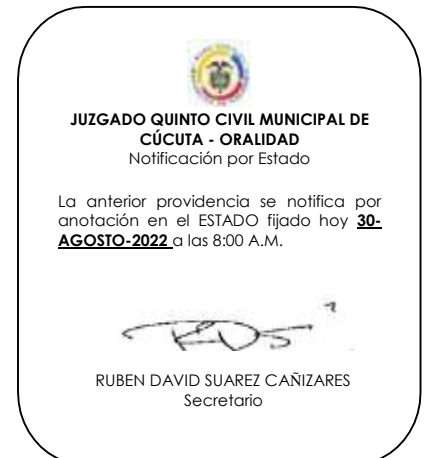 JUZGADO QUINTO CIVIL MUNICIPAL DE
CÚCUTA - ORALIDAD
Notificación por Estado
La anterior providencia se notifica por
anotación en el ESTADO fijado hoy 30-
AGOSTO-2022 a las 8:00 A.M.
RUBEN DAVID SUAREZ CAÑIZARES
Secretario